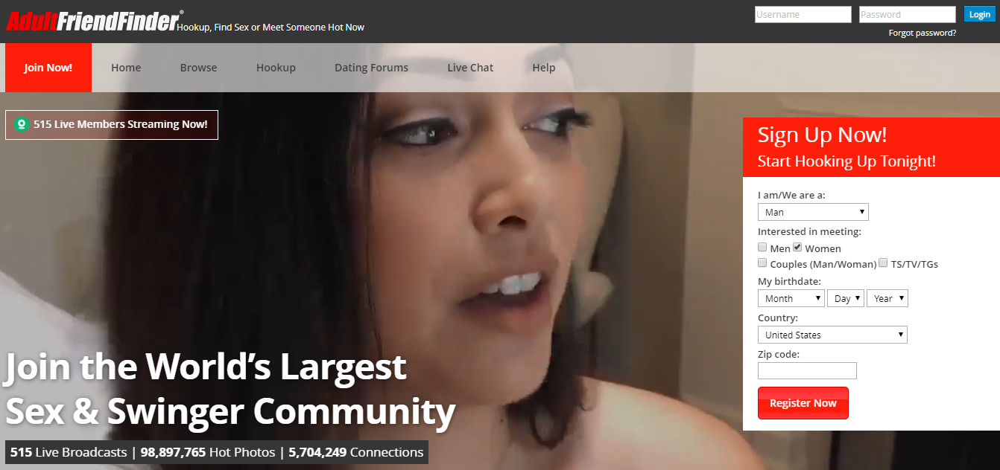 AdultFriendFinder®
Hookup, Find Sex or Meet Someone Hot Now
Username
Password
Login
Forgot password?
Join Now!
Home
Browse
Hookup
Dating Forums
Live Chat
Help
515 Live Members Streaming Now!
Sign Up Now!
Start Hooking Up Tonight!
I am/We are a:
Man
Interested in meeting:
Men Women
Couples (Man/Woman) TS/TV/TGs
My birthdate:
Month Day Year
Country:
United States
Zip code:
Register Now
Join the World's Largest
Sex & Swinger Community
515 Live Broadcasts | 98,897,765 Hot Photos | 5,704,249 Connections